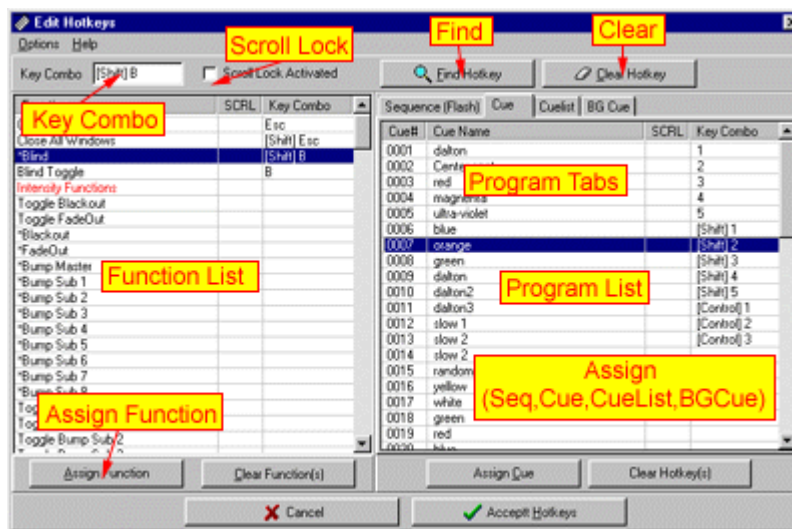 Edit Hotkeys
Options Help
Scroll Lock
Find
Clear
Key Combo [Shift] B
Scroll Lock Activated
Find Hotkey
Clear Hotkey
Key Combo
SCRL Key Combo
Esc
Close All Windows [Shift] Esc
*Blind [Shift] B
Blind Toggle B
Intensity Functions
Toggle Blackout
Toggle FadeOut
*Blackout
*FadeOut
*Bump Master
*Bump Sub 1
*Bump Sub 2
*Bump Sub 3
*Bump Sub 4
*Bump Sub 5
*Bump Sub 6
*Bump Sub 7
*Bump Sub 8
Toggle Bump Sub 2
Function List
Assign Function
Assign Function
Clear Function(s)
Sequence (Flash) Cue Cuelist BG Cue
Cue# Cue Name SCRL Key Combo
0001 dalton 1
0002 2
0003 red 3
0004 magnenta 4
0005 ultra-violet 5
0006 blue [Shift] 1
0007 orange [Shift] 2
0008 green [Shift] 3
0009 dalton [Shift] 4
0010 dalton2 [Shift] 5
0011 dalton3 [Control] 1
0012 slow 1 [Control] 2
0013 slow 2 [Control] 3
0014 slow 2
0015 random
0016 yellow
0017 white
0018 green
0019 red
0020 blue
Program Tabs
Program List
Assign
(Seq,Cue,CueList,BGCue)
Assign Cue
Clear Hotkey(s)
Cancel
Acceptt Hotkeys